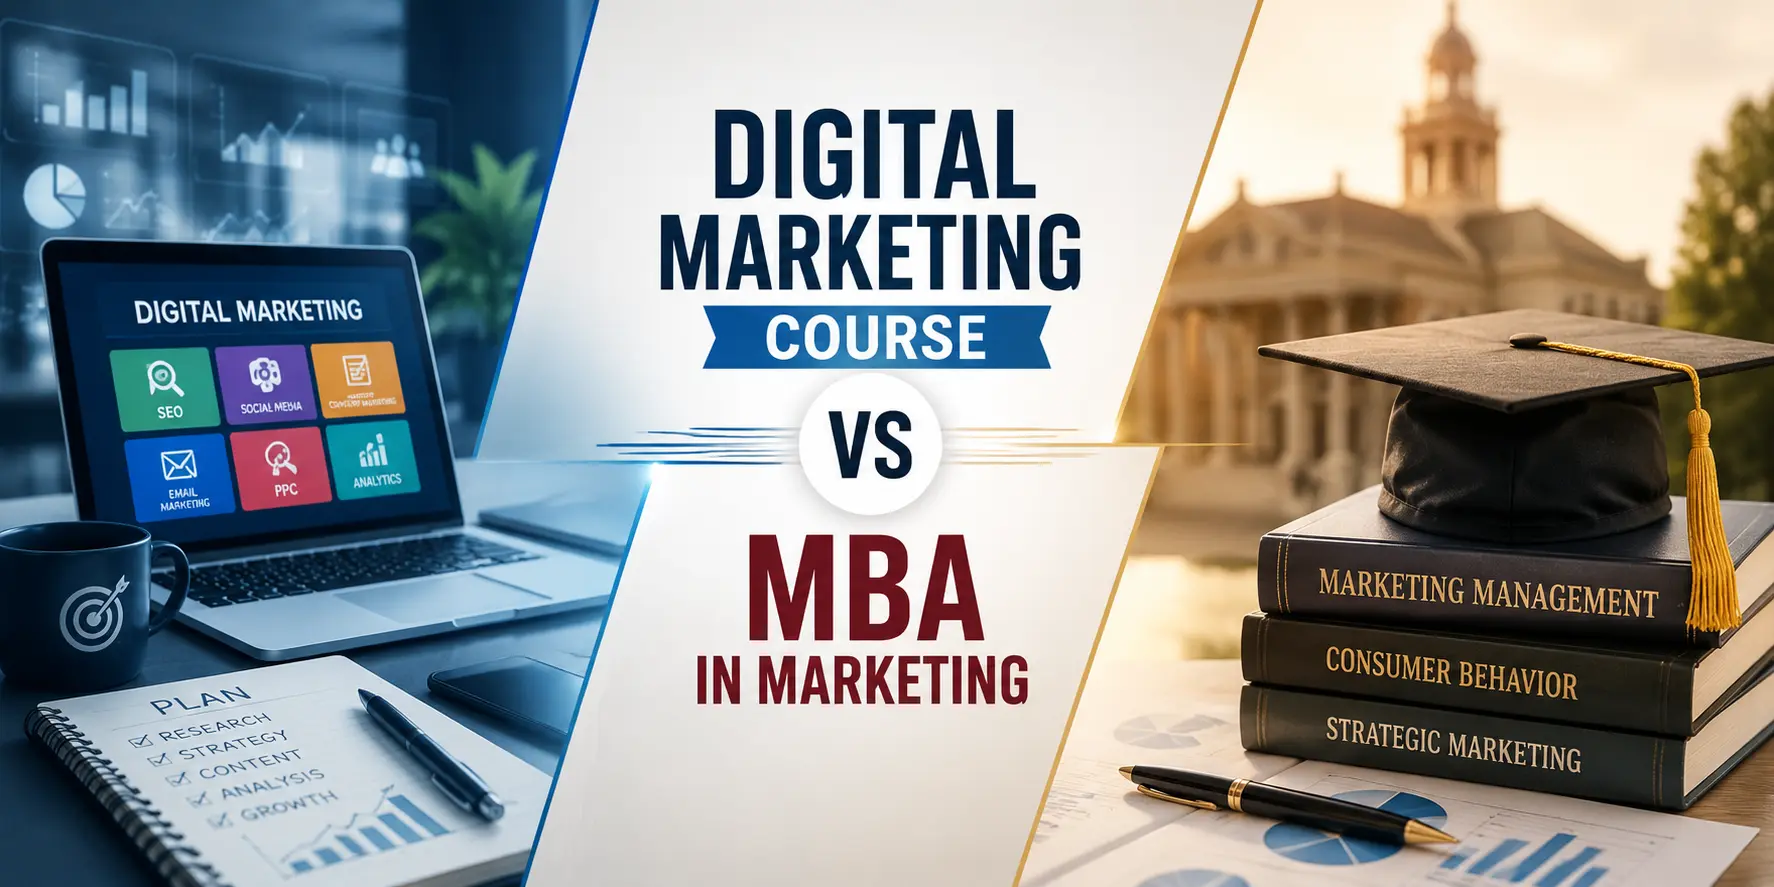 DIGITAL
MARKETING
COURSE
VS
MBA
IN MARKETING
DIGITAL MARKETING
SEO
SOCIAL MEDIA
EMAIL
MARKETING
PPC
ANALYTICS
PLAN
RESEARCH
STRATEGY
CONTENT
ANALYSIS
GROWTH
MARKETING MANAGEMENT
CONSUMER BEHAVIOR
STRATEGIC MARKETING